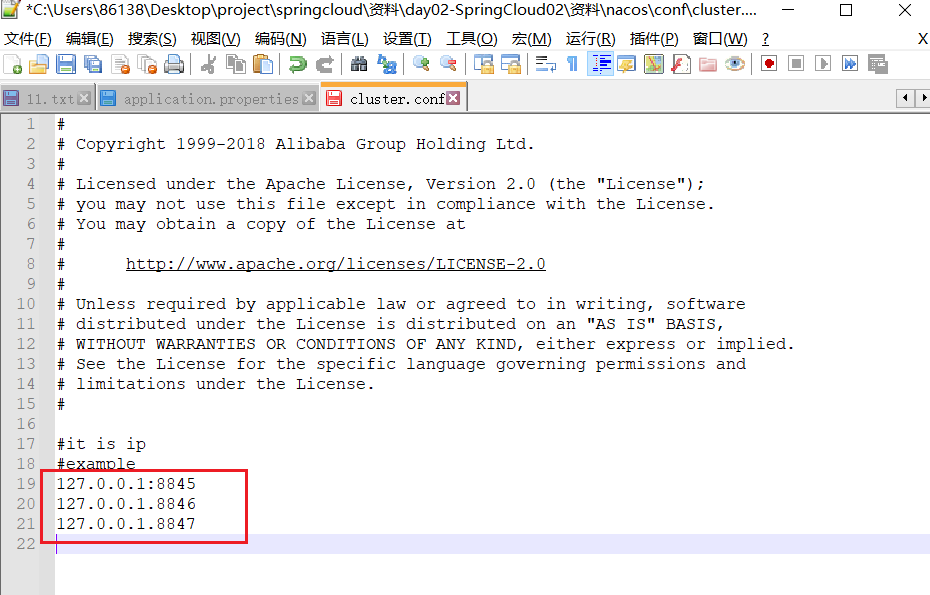 *C:\Users\86138\Desktop\project\springcloud\资料\day02-SpringCloud02\资料\nacos\conf\cluster....
文件(F) 编辑(E) 搜索(S) 视图(V) 编码(N) 语言(L) 设置(T) 工具(O) 宏(M) 运行(R) 插件(P) 窗口(W) ? X
11.txt application.properties cluster.conf
1 #
2 # Copyright 1999-2018 Alibaba Group Holding Ltd.
3 #
4 # Licensed under the Apache License, Version 2.0 (the "License");
5 # you may not use this file except in compliance with the License.
6 # You may obtain a copy of the License at
7 #
8 # http://www.apache.org/licenses/LICENSE-2.0
9 #
10 # Unless required by applicable law or agreed to in writing, software
11 # distributed under the License is distributed on an "AS IS" BASIS,
12 # WITHOUT WARRANTIES OR CONDITIONS OF ANY KIND, either express or implied.
13 # See the License for the specific language governing permissions and
14 # limitations under the License.
15 #
16
17 #it is ip
18 #example
19 127.0.0.1:8845
20 127.0.0.1.8846
21 127.0.0.1.8847
22